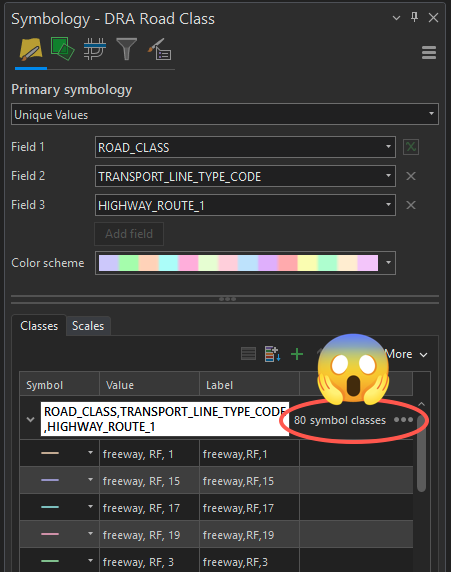 Symbology - DRA Road Class
Primary symbology
Unique Values
Field 1 ROAD_CLASS
Field 2 TRANSPORT_LINE_TYPE_CODE
Field 3 HIGHWAY_ROUTE_1
Add field
Color scheme
Classes Scales
More
Symbol Value Label
ROAD_CLASS,TRANSPORT_LINE_TYPE_CODE
,HIGHWAY_ROUTE_1
80 symbol classes
freeway, RF, 1 freeway,RF,1
freeway, RF, 15 freeway,RF,15
freeway, RF, 17 freeway,RF,17
freeway, RF, 19 freeway,RF,19
freeway, RF, 3 freeway,RF,3